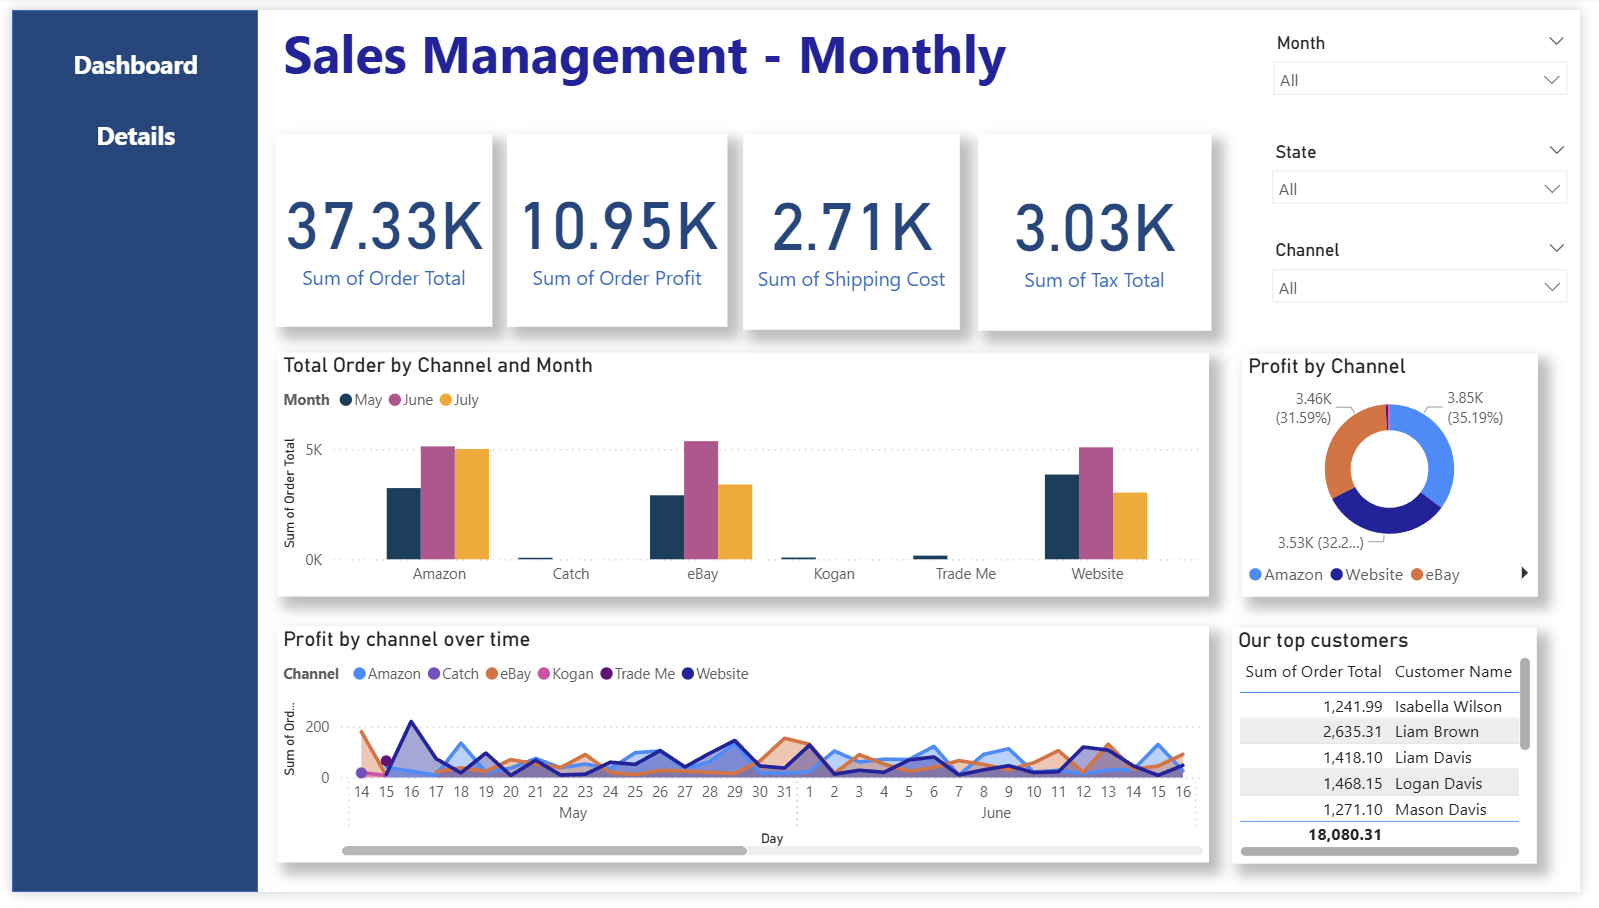 Dashboard
Details
Sales Management - Monthly
Month
All
State
All
Channel
All
37.33K
Sum of Order Total
10.95K
Sum of Order Profit
2.71K
Sum of Shipping Cost
3.03K
Sum of Tax Total
Total Order by Channel and Month
Month May June July
Sum of Order Total
5K
0K
Amazon Catch eBay Kogan Trade Me Website
Profit by Channel
3.46K
(31.59%)
3.85K
(35.19%)
3.53K (32.2...)
Amazon Website eBay
Profit by channel over time
Channel Amazon Catch eBay Kogan Trade Me Website
Sum of Ord...
200
0
14 15 16 17 18 19 20 21 22 23 24 25 26 27 28 29 30 31 1 2 3 4 5 6 7 8 9 10 11 12 13 14 15 16
May June
Day
Our top customers
Sum of Order Total Customer Name
1,241.99 Isabella Wilson
2,635.31 Liam Brown
1,418.10 Liam Davis
1,468.15 Logan Davis
1,271.10 Mason Davis
18,080.31